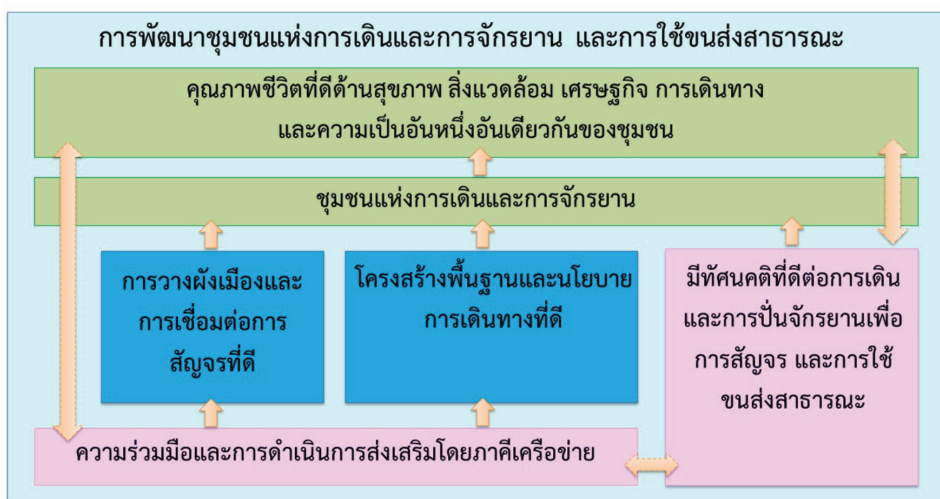 การพัฒนาชุมชนแห่งการเดินและการจักรยาน และการใช้ขนส่งสาธารณะ
คุณภาพชีวิตที่ดีด้านสุขภาพ สิ่งแวดล้อม เศรษฐกิจ การเดินทาง
และความเป็นอันหนึ่งอันเดียวกันของชุมชน
ชุมชนแห่งการเดินและการจักรยาน
การวางผังเมืองและ
การเชื่อมต่อการ
สัญจรที่ดี
โครงสร้างพื้นฐานและนโยบาย
การเดินทางที่ดี
มีทัศนคติที่ดีต่อการเดิน
และการปั่นจักรยานเพื่อ
การสัญจร และการใช้
ขนส่งสาธารณะ
ความร่วมมือและการดำเนินการส่งเสริมโดยภาคีเครือข่าย